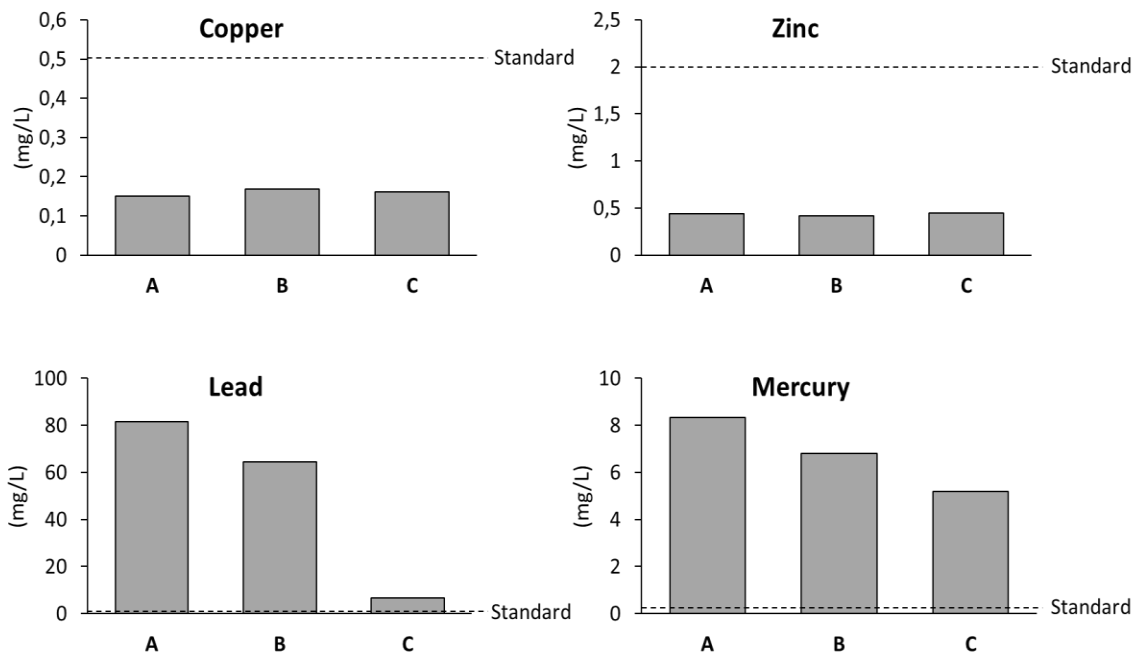 Copper
(mg/L)
0,6
0,5
0,4
0,3
0,2
0,1
0
Standard
A B C
Zinc
(mg/L)
2,5
2
1,5
1
0,5
0
Standard
A B C
Lead
(mg/L)
100
80
60
40
20
0
Standard
A B C
Mercury
(mg/L)
10
8
6
4
2
0
Standard
A B C